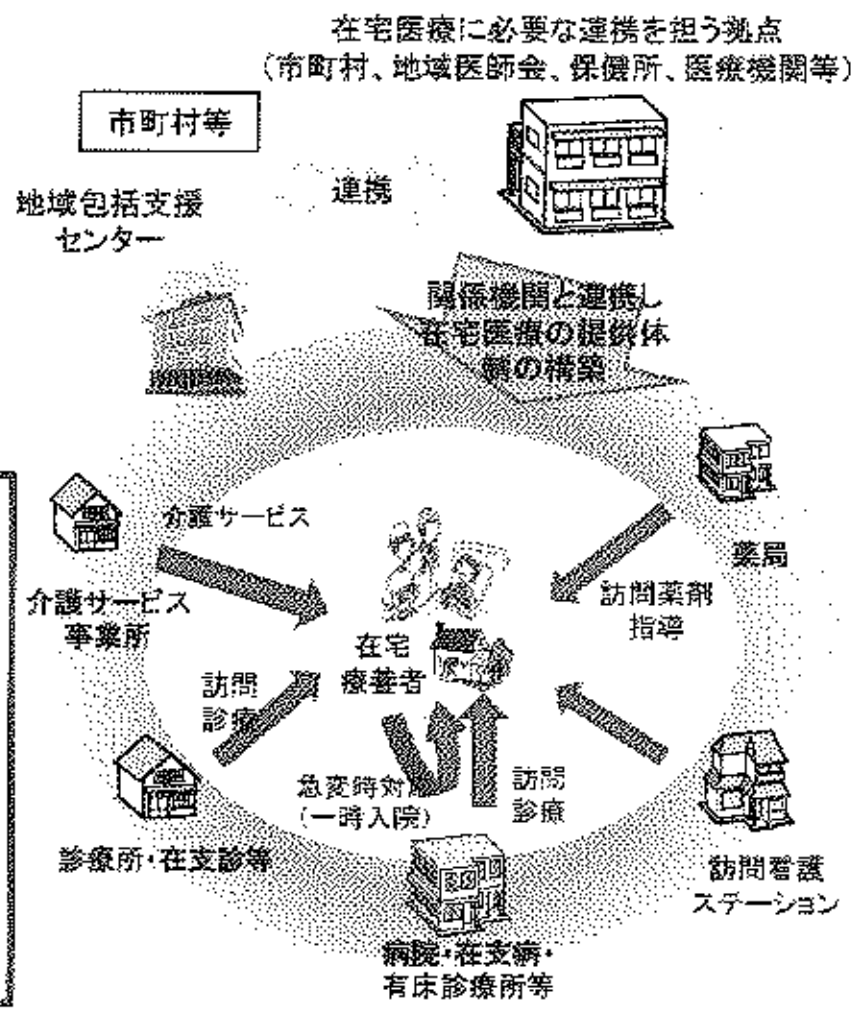 在宅医療に必要な連携を担う拠点
(市町村、地域医師会、保健所、医療機関等)
市町村等
連携
地域包括支援
センター
関係機関と連携し
在宅医療の提供体
制の構築
介護サービス
介護サービス
事業所
薬局
訪問薬剤
指導
在宅
療養者
訪問
診療
急変時対
(一時入院)
訪問
診療
診療所・在支診等
訪問看護
ステーション
病院・在支病・
有床診療所等